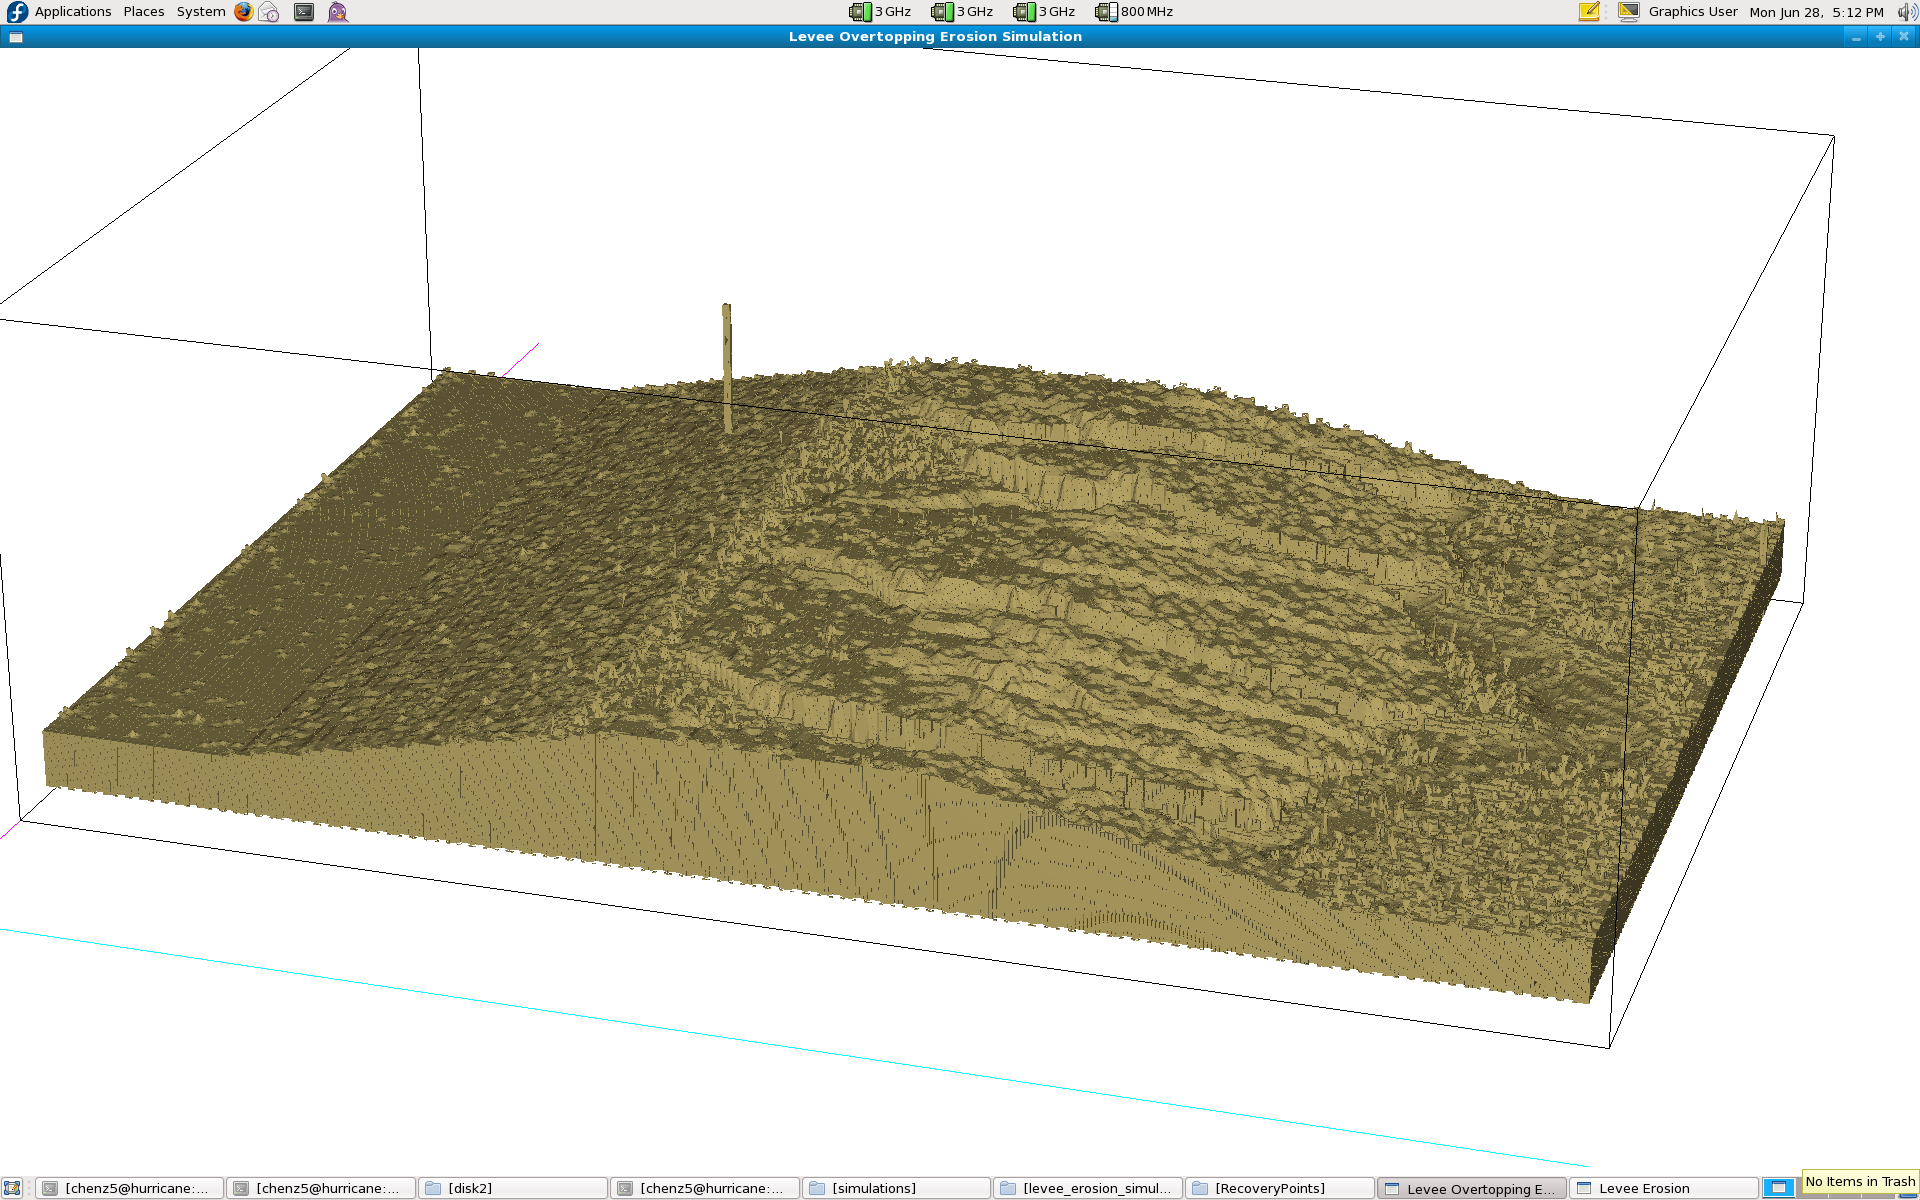 Applications Places System 3 GHz 3 GHz 3 GHz 800 MHz Graphics User Mon Jun 28, 5:12 PM
Levee Overtopping Erosion Simulation
No Items in Trash
[chenz5@hurricane:... [chenz5@hurricane:... [disk2] [chenz5@hurricane:... [simulations] [levee_erosion_simul... [RecoveryPoints] Levee Overtopping E... Levee Erosion